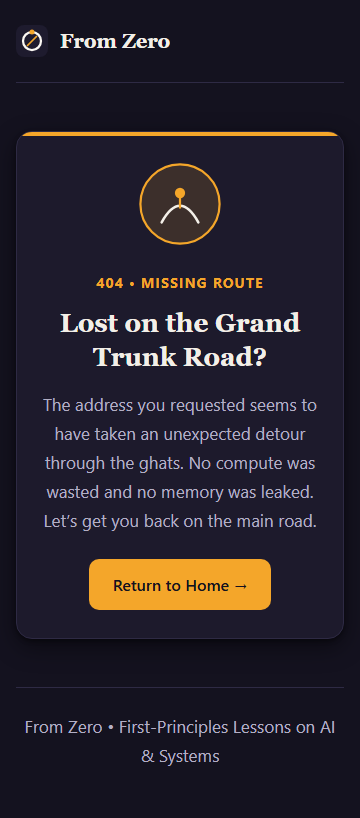 From Zero
404 • MISSING ROUTE
Lost on the Grand
Trunk Road?
The address you requested seems to
have taken an unexpected detour
through the ghats. No compute was
wasted and no memory was leaked.
Let’s get you back on the main road.
Return to Home →
From Zero • First-Principles Lessons on AI
& Systems